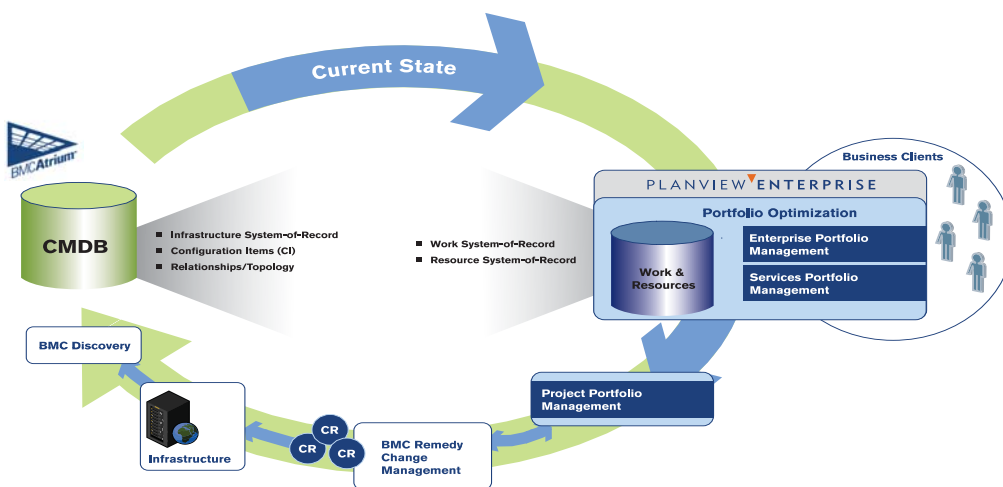 Current State
BMCAtrium™
Business Clients
PLANVIEW ENTERPRISE
Portfolio Optimization
CMDB
Infrastructure System-of-Record
Configuration Items (CI)
Relationships/Topology
Work System-of-Record
Resource System-of-Record
Work &
Resources
Enterprise Portfolio
Management
Services Portfolio
Management
BMC Discovery
Project Portfolio
Management
Infrastructure
CR
CR
CR
BMC Remedy
Change
Management